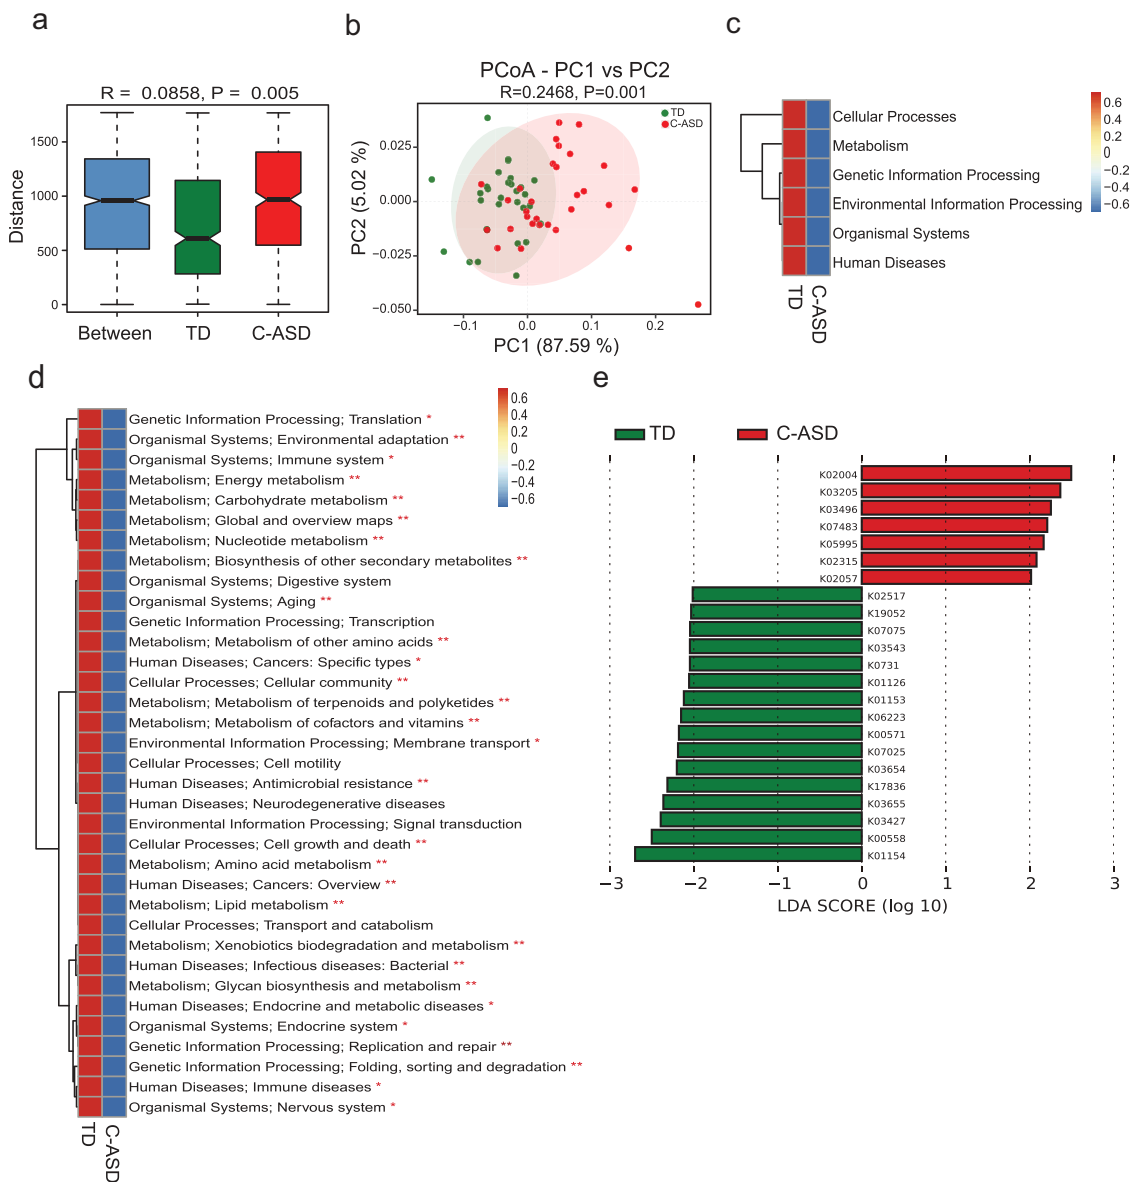 a
R = 0.0858, P = 0.005
Distance
1500
1000
500
0
Between
TD
C-ASD
b
PCoA - PC1 vs PC2
R=0.2468, P=0.001
TD
C-ASD
PC2 (5.02 %)
0.025
0.000
−0.025
−0.050
−0.1
0.0
0.1
0.2
PC1 (87.59 %)
c
Cellular Processes
Metabolism
Genetic Information Processing
Environmental Information Processing
Organismal Systems
Human Diseases
TD
C-ASD
0.6
0.4
0.2
0
−0.2
−0.4
−0.6
d
Genetic Information Processing; Translation *
Organismal Systems; Environmental adaptation **
Organismal Systems; Immune system *
Metabolism; Energy metabolism **
Metabolism; Carbohydrate metabolism **
Metabolism; Global and overview maps **
Metabolism; Nucleotide metabolism **
Metabolism; Biosynthesis of other secondary metabolites **
Organismal Systems; Digestive system
Organismal Systems; Aging **
Genetic Information Processing; Transcription
Metabolism; Metabolism of other amino acids **
Human Diseases; Cancers: Specific types *
Cellular Processes; Cellular community **
Metabolism; Metabolism of terpenoids and polyketides **
Metabolism; Metabolism of cofactors and vitamins **
Environmental Information Processing; Membrane transport *
Cellular Processes; Cell motility
Human Diseases; Antimicrobial resistance **
Human Diseases; Neurodegenerative diseases
Environmental Information Processing; Signal transduction
Cellular Processes; Cell growth and death **
Metabolism; Amino acid metabolism **
Human Diseases; Cancers: Overview **
Metabolism; Lipid metabolism **
Cellular Processes; Transport and catabolism
Metabolism; Xenobiotics biodegradation and metabolism **
Human Diseases; Infectious diseases: Bacterial **
Metabolism; Glycan biosynthesis and metabolism **
Human Diseases; Endocrine and metabolic diseases *
Organismal Systems; Endocrine system *
Genetic Information Processing; Replication and repair **
Genetic Information Processing; Folding, sorting and degradation **
Human Diseases; Immune diseases *
Organismal Systems; Nervous system *
TD
C-ASD
0.6
0.4
0.2
0
−0.2
−0.4
−0.6
e
TD
C-ASD
K02004
K03205
K03496
K07483
K05995
K02315
K02057
K02517
K19052
K07075
K03543
K0731
K01126
K01153
K06223
K00571
K07025
K03654
K17836
K03655
K03427
K00558
K01154
−3
−2
−1
0
1
2
3
LDA SCORE (log 10)